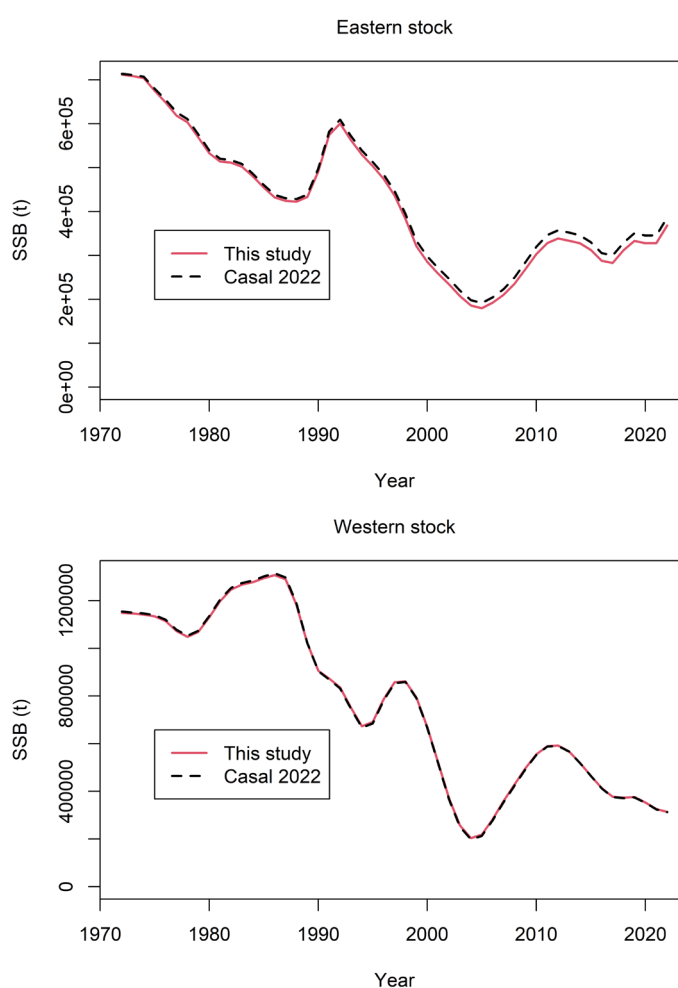 Eastern stock
SSB (t)
6e+05
4e+05
2e+05
0e+00
This study
Casal 2022
1970 1980 1990 2000 2010 2020
Year
Western stock
SSB (t)
1200000
800000
400000
0
This study
Casal 2022
1970 1980 1990 2000 2010 2020
Year